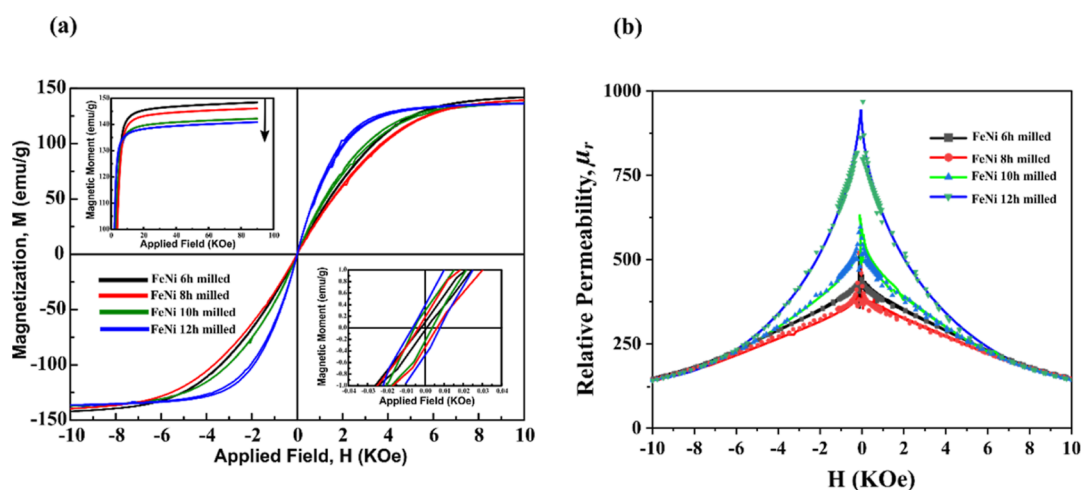 (a)
150
100
50
0
-50
-100
-150
Magnetization, M (emu/g)
-10 -8 -6 -4 -2 0 2 4 6 8 10
Applied Field, H (KOe)
150
140
130
120
110
100
Magnetic Moment (emu/g)
0 20 40 60 80 100
Applied Field (KOe)
FeNi 6h milled
FeNi 8h milled
FeNi 10h milled
FeNi 12h milled
1.0
0.8
0.6
0.4
0.2
0.0
-0.2
-0.4
-0.6
-0.8
-1.0
Magnetic Moment (emu/g)
-0.04 -0.03 -0.02 -0.01 0.00 0.01 0.02 0.03 0.04
Applied Field (KOe)
(b)
1000
750
500
250
0
Relative Permeability,μr
FeNi 6h milled
FeNi 8h milled
FeNi 10h milled
FeNi 12h milled
-10 -8 -6 -4 -2 0 2 4 6 8 10
H (KOe)